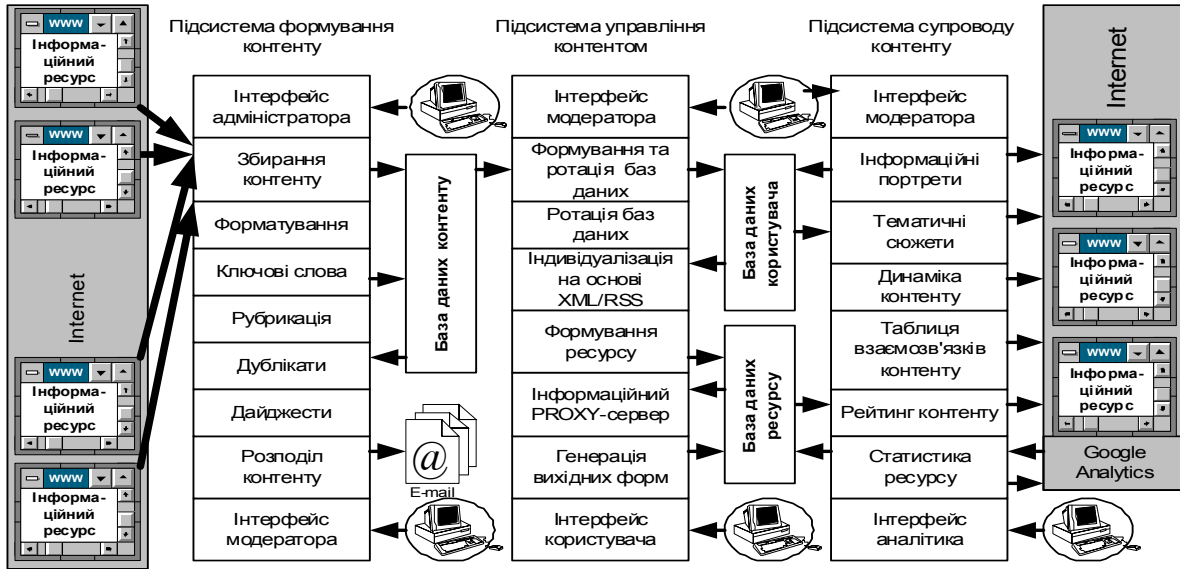 www
Інформа-
ційний
ресурс
www
Інформа-
ційний
ресурс
Internet
www
Інформа-
ційний
ресурс
www
Інформа-
ційний
ресурс
Підсистема формування
контенту
Інтерфейс
адміністратора
Збирання
контенту
Форматування
Ключові слова
Рубрикація
Дублікати
Дайджести
Розподіл
контенту
Інтерфейс
модератора
База даних контенту
@
E-mail
Підсистема управління
контентом
Інтерфейс
модератора
Формування та
ротація баз
даних
Ротація баз
даних
Індивидуалізація
на основі
XML/RSS
Формування
ресурсу
Інформаційний
PROXY-сервер
Генерація
вихідних форм
Інтерфейс
користувача
База даних
користувача
База даних
ресурсу
Підсистема супроводу
контенту
Інтерфейс
модератора
Інформаційні
портрети
Тематичні
сюжети
Динаміка
контенту
Таблиця
взаємозв'язків
контенту
Рейтинг контенту
Статистика
ресурсу
Інтерфейс
аналітика
Internet
www
Інформа-
ційний
ресурс
www
Інформа-
ційний
ресурс
www
Інформа-
ційний
ресурс
Google
Analytics